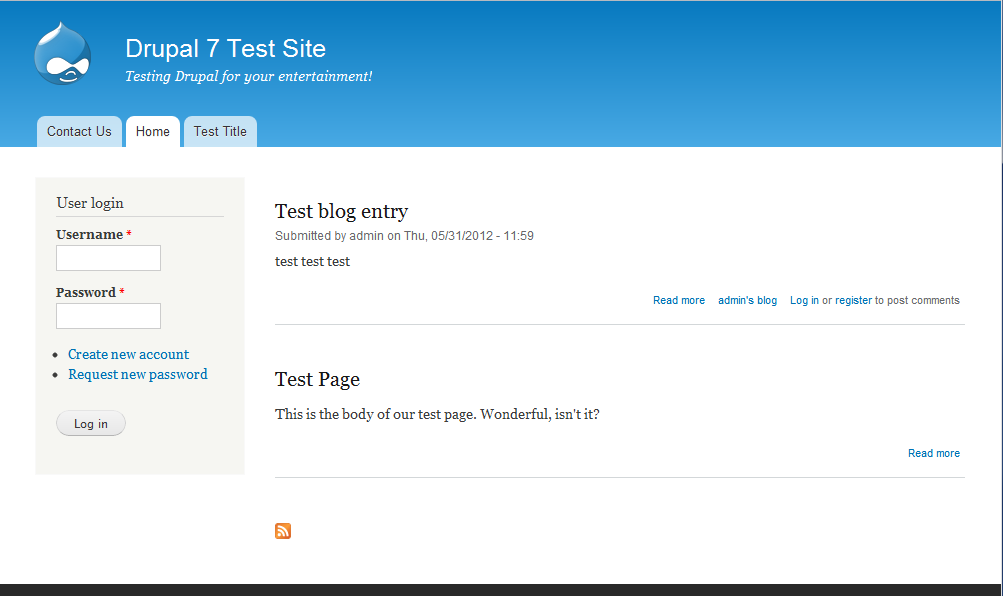 Drupal 7 Test Site
Testing Drupal for your entertainment!
Contact Us Home Test Title
User login
Username *
Password *
Create new account
Request new password
Log in
Test blog entry
Submitted by admin on Thu, 05/31/2012 - 11:59
test test test
Read more admin's blog Log in or register to post comments
Test Page
This is the body of our test page. Wonderful, isn't it?
Read more